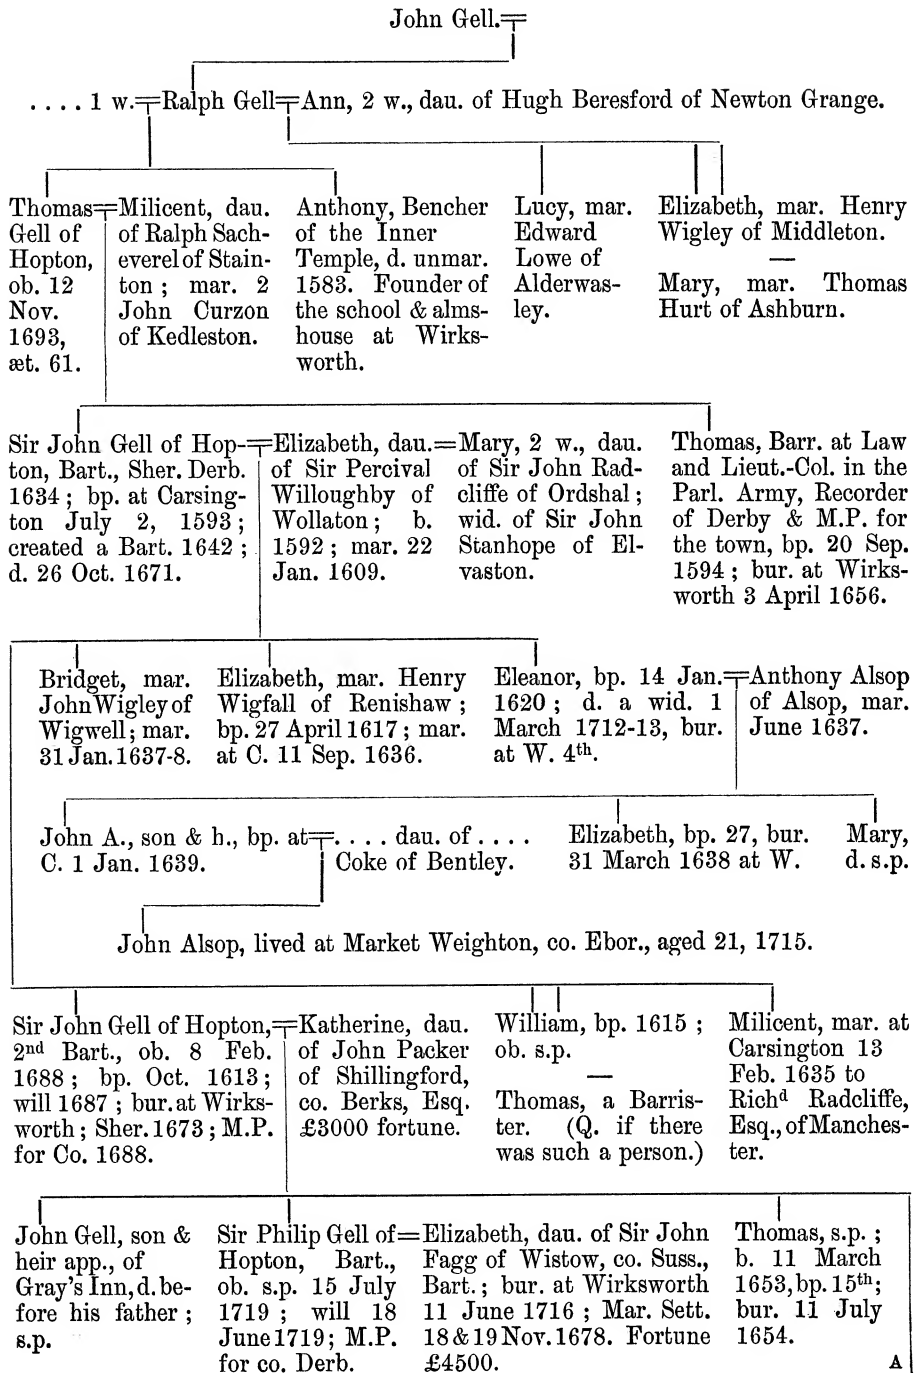 John Gell.
. . . . 1 w.=Ralph Gell=Ann, 2 w., dau. of Hugh Beresford of Newton Grange.
Thomas=
Gell of
Hopton,
ob. 12
Nov.
1693,
æt. 61.
Milicent, dau.
of Ralph Sach-
everel of Stain-
ton ; mar. 2
John Curzon
of Kedleston.
Anthony, Bencher
of the Inner
Temple, d. unmar.
1583. Founder of
the school & alms-
house at Wirks-
worth.
Lucy, mar.
Edward
Lowe of
Alderwas-
ley.
Elizabeth, mar. Henry
Wigley of Middleton.
—
Mary, mar. Thomas
Hurt of Ashburn.
Sir John Gell of Hop-=
ton, Bart., Sher. Derb.
1634 ; bp. at Carsing-
ton July 2, 1593 ;
created a Bart. 1642 ;
d. 26 Oct. 1671.
Elizabeth, dau.=
of Sir Percival
Willoughby of
Wollaton ; b.
1592 ; mar. 22
Jan. 1609.
Mary, 2 w., dau.
of Sir John Rad-
cliffe of Ordshal ;
wid. of Sir John
Stanhope of El-
vaston.
Thomas, Barr. at Law
and Lieut.-Col. in the
Parl. Army, Recorder
of Derby & M.P. for
the town, bp. 20 Sep.
1594 ; bur. at Wirks-
worth 3 April 1656.
Bridget, mar.
John Wigley of
Wigwell ; mar.
31 Jan. 1637-8.
Elizabeth, mar. Henry
Wigfall of Renishaw ;
bp. 27 April 1617 ; mar.
at C. 11 Sep. 1636.
Eleanor, bp. 14 Jan.=
1620 ; d. a wid. 1
March 1712-13, bur.
at W. 4th.
Anthony Alsop
of Alsop, mar.
June 1637.
John A., son & h., bp. at=
C. 1 Jan. 1639.
. . . . dau. of . . . .
Coke of Bentley.
Elizabeth, bp. 27, bur.
31 March 1638 at W.
Mary,
d. s.p.
John Alsop, lived at Market Weighton, co. Ebor., aged 21, 1715.
Sir John Gell of Hopton,=
2nd Bart., ob. 8 Feb.
1688 ; bp. Oct. 1613 ;
will 1687 ; bur. at Wirks-
worth ; Sher. 1673 ; M.P.
for Co. 1688.
Katherine, dau.
of John Packer
of Shillingford,
co. Berks, Esq.
£3000 fortune.
William, bp. 1615 ;
ob. s.p.
—
Thomas, a Barris-
ter. (Q. if there
was such a person.)
Milicent, mar. at
Carsington 13
Feb. 1635 to
Richd Radcliffe,
Esq., of Manches-
ter.
John Gell, son &
heir app., of
Gray's Inn, d. be-
fore his father ;
s.p.
Sir Philip Gell of=
Hopton, Bart.,
ob. s.p. 15 July
1719 ; will 18
June 1719 ; M.P.
for co. Derb.
Elizabeth, dau. of Sir John
Fagg of Wistow, co. Suss.,
Bart. ; bur. at Wirksworth
11 June 1716 ; Mar. Sett.
18 & 19 Nov. 1678. Fortune
£4500.
Thomas, s.p. ;
b. 11 March
1653, bp. 15th ;
bur. 11 July
1654.
A